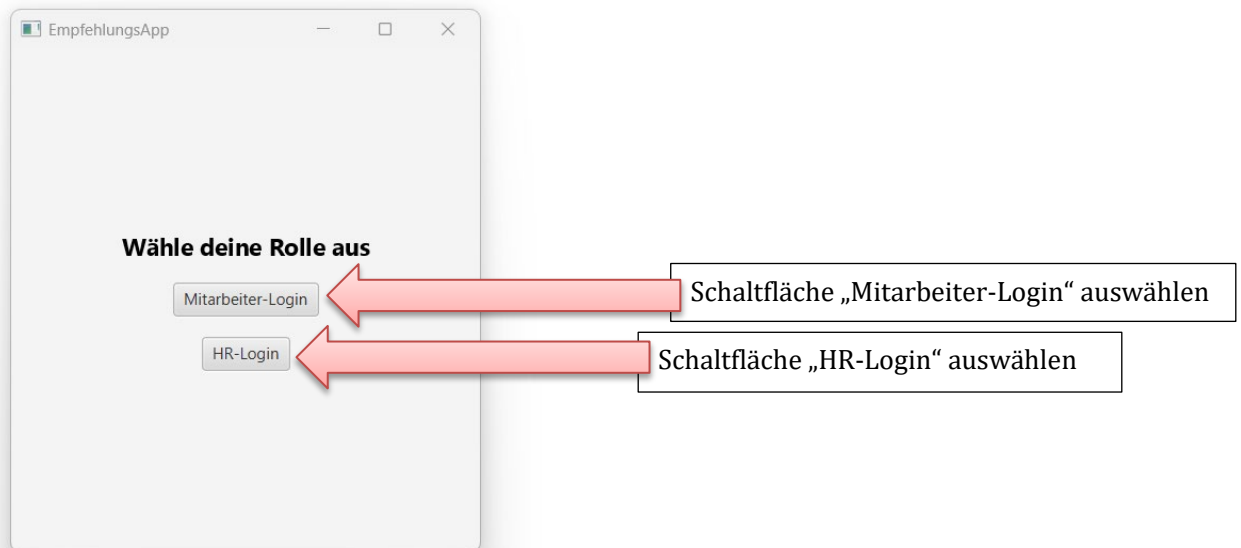 EmpfehlungsApp
Wähle deine Rolle aus
Mitarbeiter-Login
Schaltfläche „Mitarbeiter-Login“ auswählen
HR-Login
Schaltfläche „HR-Login“ auswählen